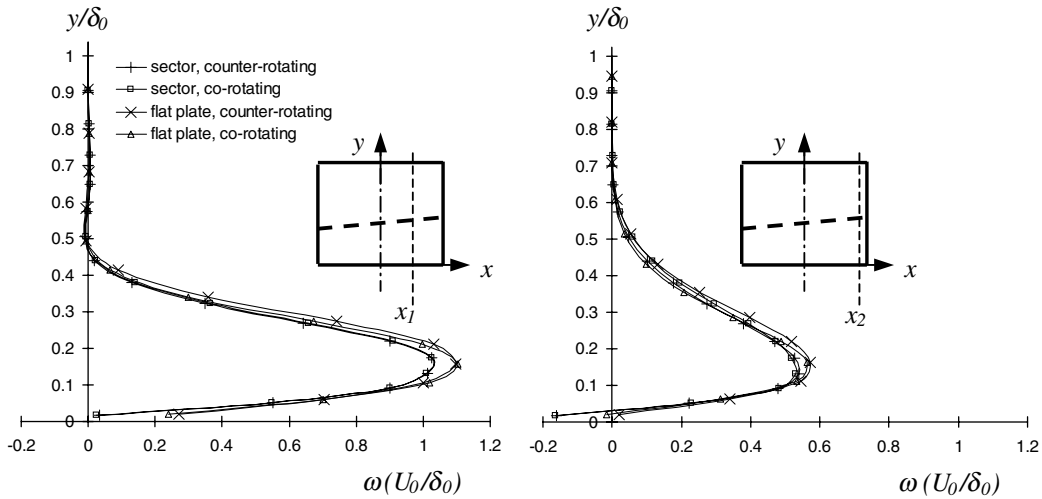 y/δ0
1
0.9
0.8
0.7
0.6
0.5
0.4
0.3
0.2
0.1
0
-0.2 0 0.2 0.4 0.6 0.8 1 1.2
ω(U0/δ0)
sector, counter-rotating
sector, co-rotating
flat plate, counter-rotating
flat plate, co-rotating
y
x
x1
y/δ0
1
0.9
0.8
0.7
0.6
0.5
0.4
0.3
0.2
0.1
0
-0.2 0 0.2 0.4 0.6 0.8 1 1.2
ω(U0/δ0)
y
x
x2